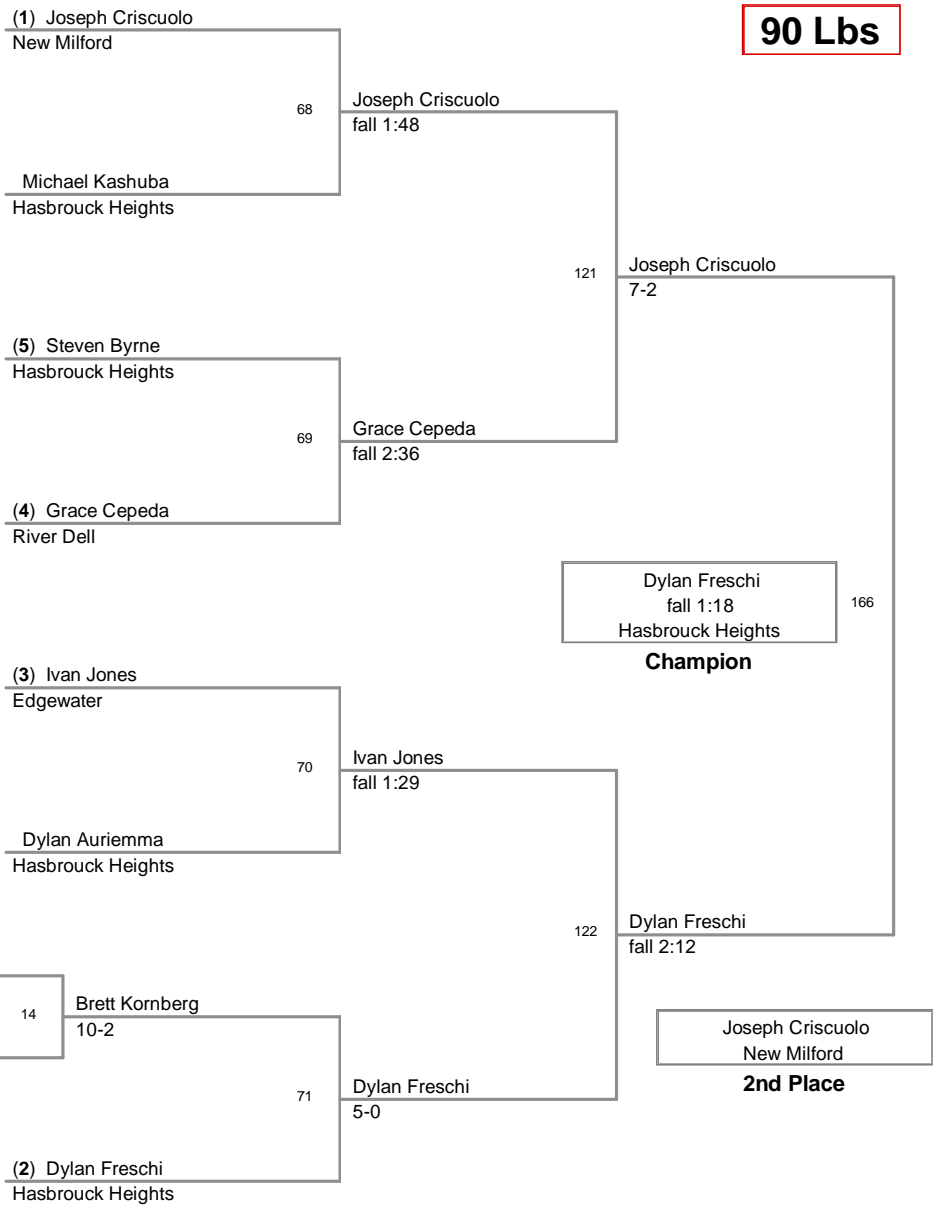 (1) Joseph Criscuolo
New Milford
90 Lbs
68
Joseph Criscuolo
fall 1:48
Michael Kashuba
Hasbrouck Heights
121
Joseph Criscuolo
7-2
(5) Steven Byrne
Hasbrouck Heights
69
Grace Cepeda
fall 2:36
(4) Grace Cepeda
River Dell
Dylan Freschi
fall 1:18
Hasbrouck Heights
166
Champion
(3) Ivan Jones
Edgewater
70
Ivan Jones
fall 1:29
Dylan Auriemma
Hasbrouck Heights
122
Dylan Freschi
fall 2:12
14
Brett Kornberg
10-2
Joseph Criscuolo
New Milford
2nd Place
71
Dylan Freschi
5-0
(2) Dylan Freschi
Hasbrouck Heights